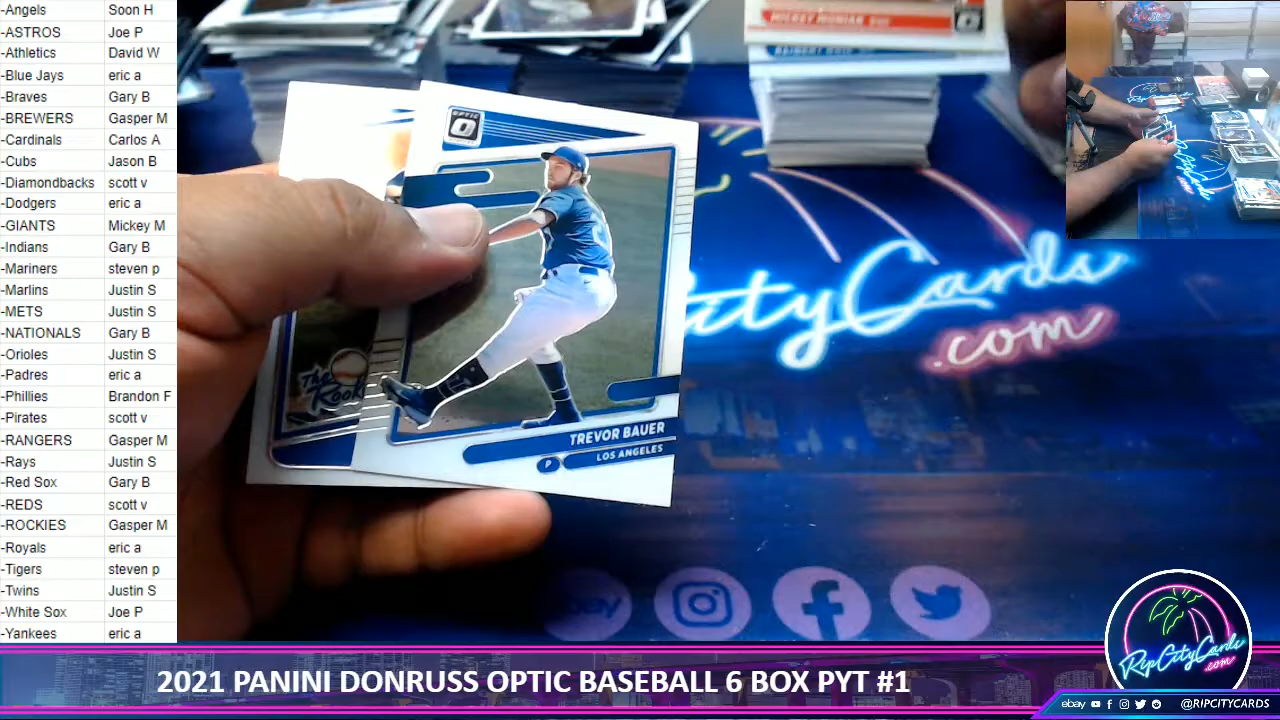 -Angels Soon H
-ASTROS Joe P
-Athletics David W
-Blue Jays eric a
-Braves Gary B
-BREWERS Gasper M
-Cardinals Carlos A
-Cubs Jason B
-Diamondbacks scott v
-Dodgers eric a
-GIANTS Mickey M
-Indians Gary B
-Mariners steven p
-Marlins Justin S
-METS Justin S
-NATIONALS Gary B
-Orioles Justin S
-Padres eric a
-Phillies Brandon F
-Pirates scott v
-RANGERS Gasper M
-Rays Justin S
-Red Sox Gary B
-REDS scott v
-ROCKIES Gasper M
-Royals eric a
-Tigers steven p
-Twins Justin S
-White Sox Joe P
-Yankees eric a
MICKEY MONIAK
OPTIC
The Rook
TREVOR BAUER
P LOS ANGELES
ityCards
.com
ebay
RipCityCards
.com
2021 PANINI DONRUSS OPTIC BASEBALL 6 BOX PYT #1
ebay @RIPCITYCARDS